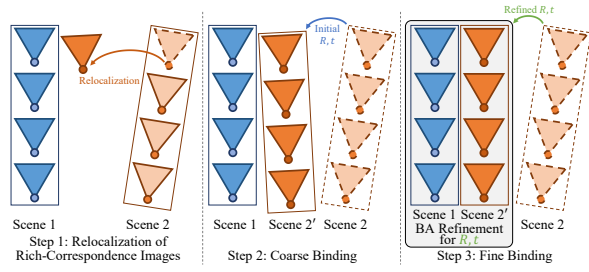 Relocalization
Scene 1
Scene 2
Step 1: Relocalization of
Rich-Correspondence Images
Initial
R, t
Scene 1
Scene 2′
Scene 2
Step 2: Coarse Binding
Refined R, t
Scene 1
Scene 2′
BA Refinement
for R, t
Scene 2
Step 3: Fine Binding